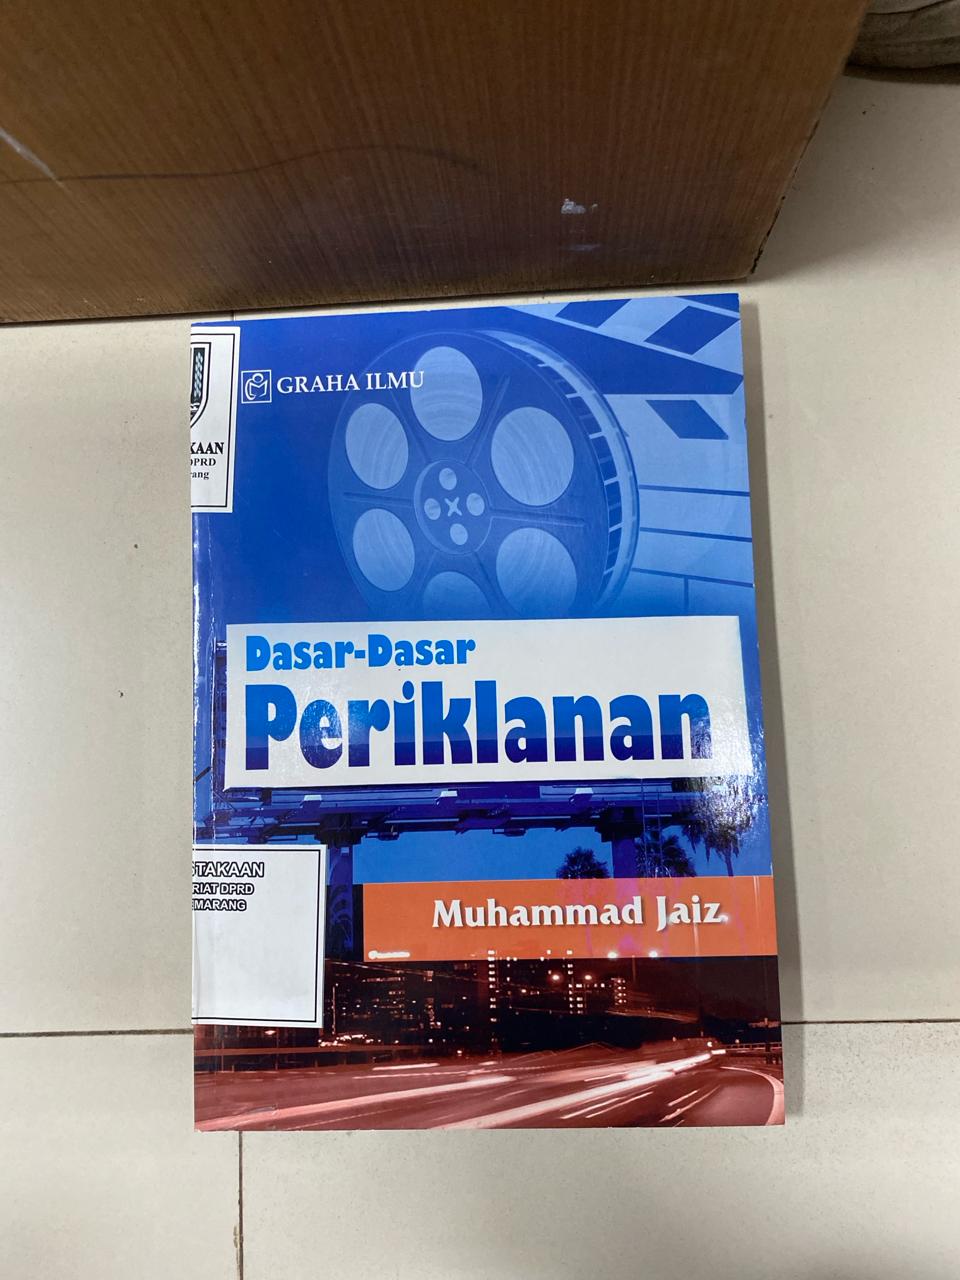 GRAHA ILMU
KAAN
DPRD
rang
Dasar-Dasar
Periklanan
STAKAAN
RIAT DPRD
EMARANG
Muhammad Jaiz